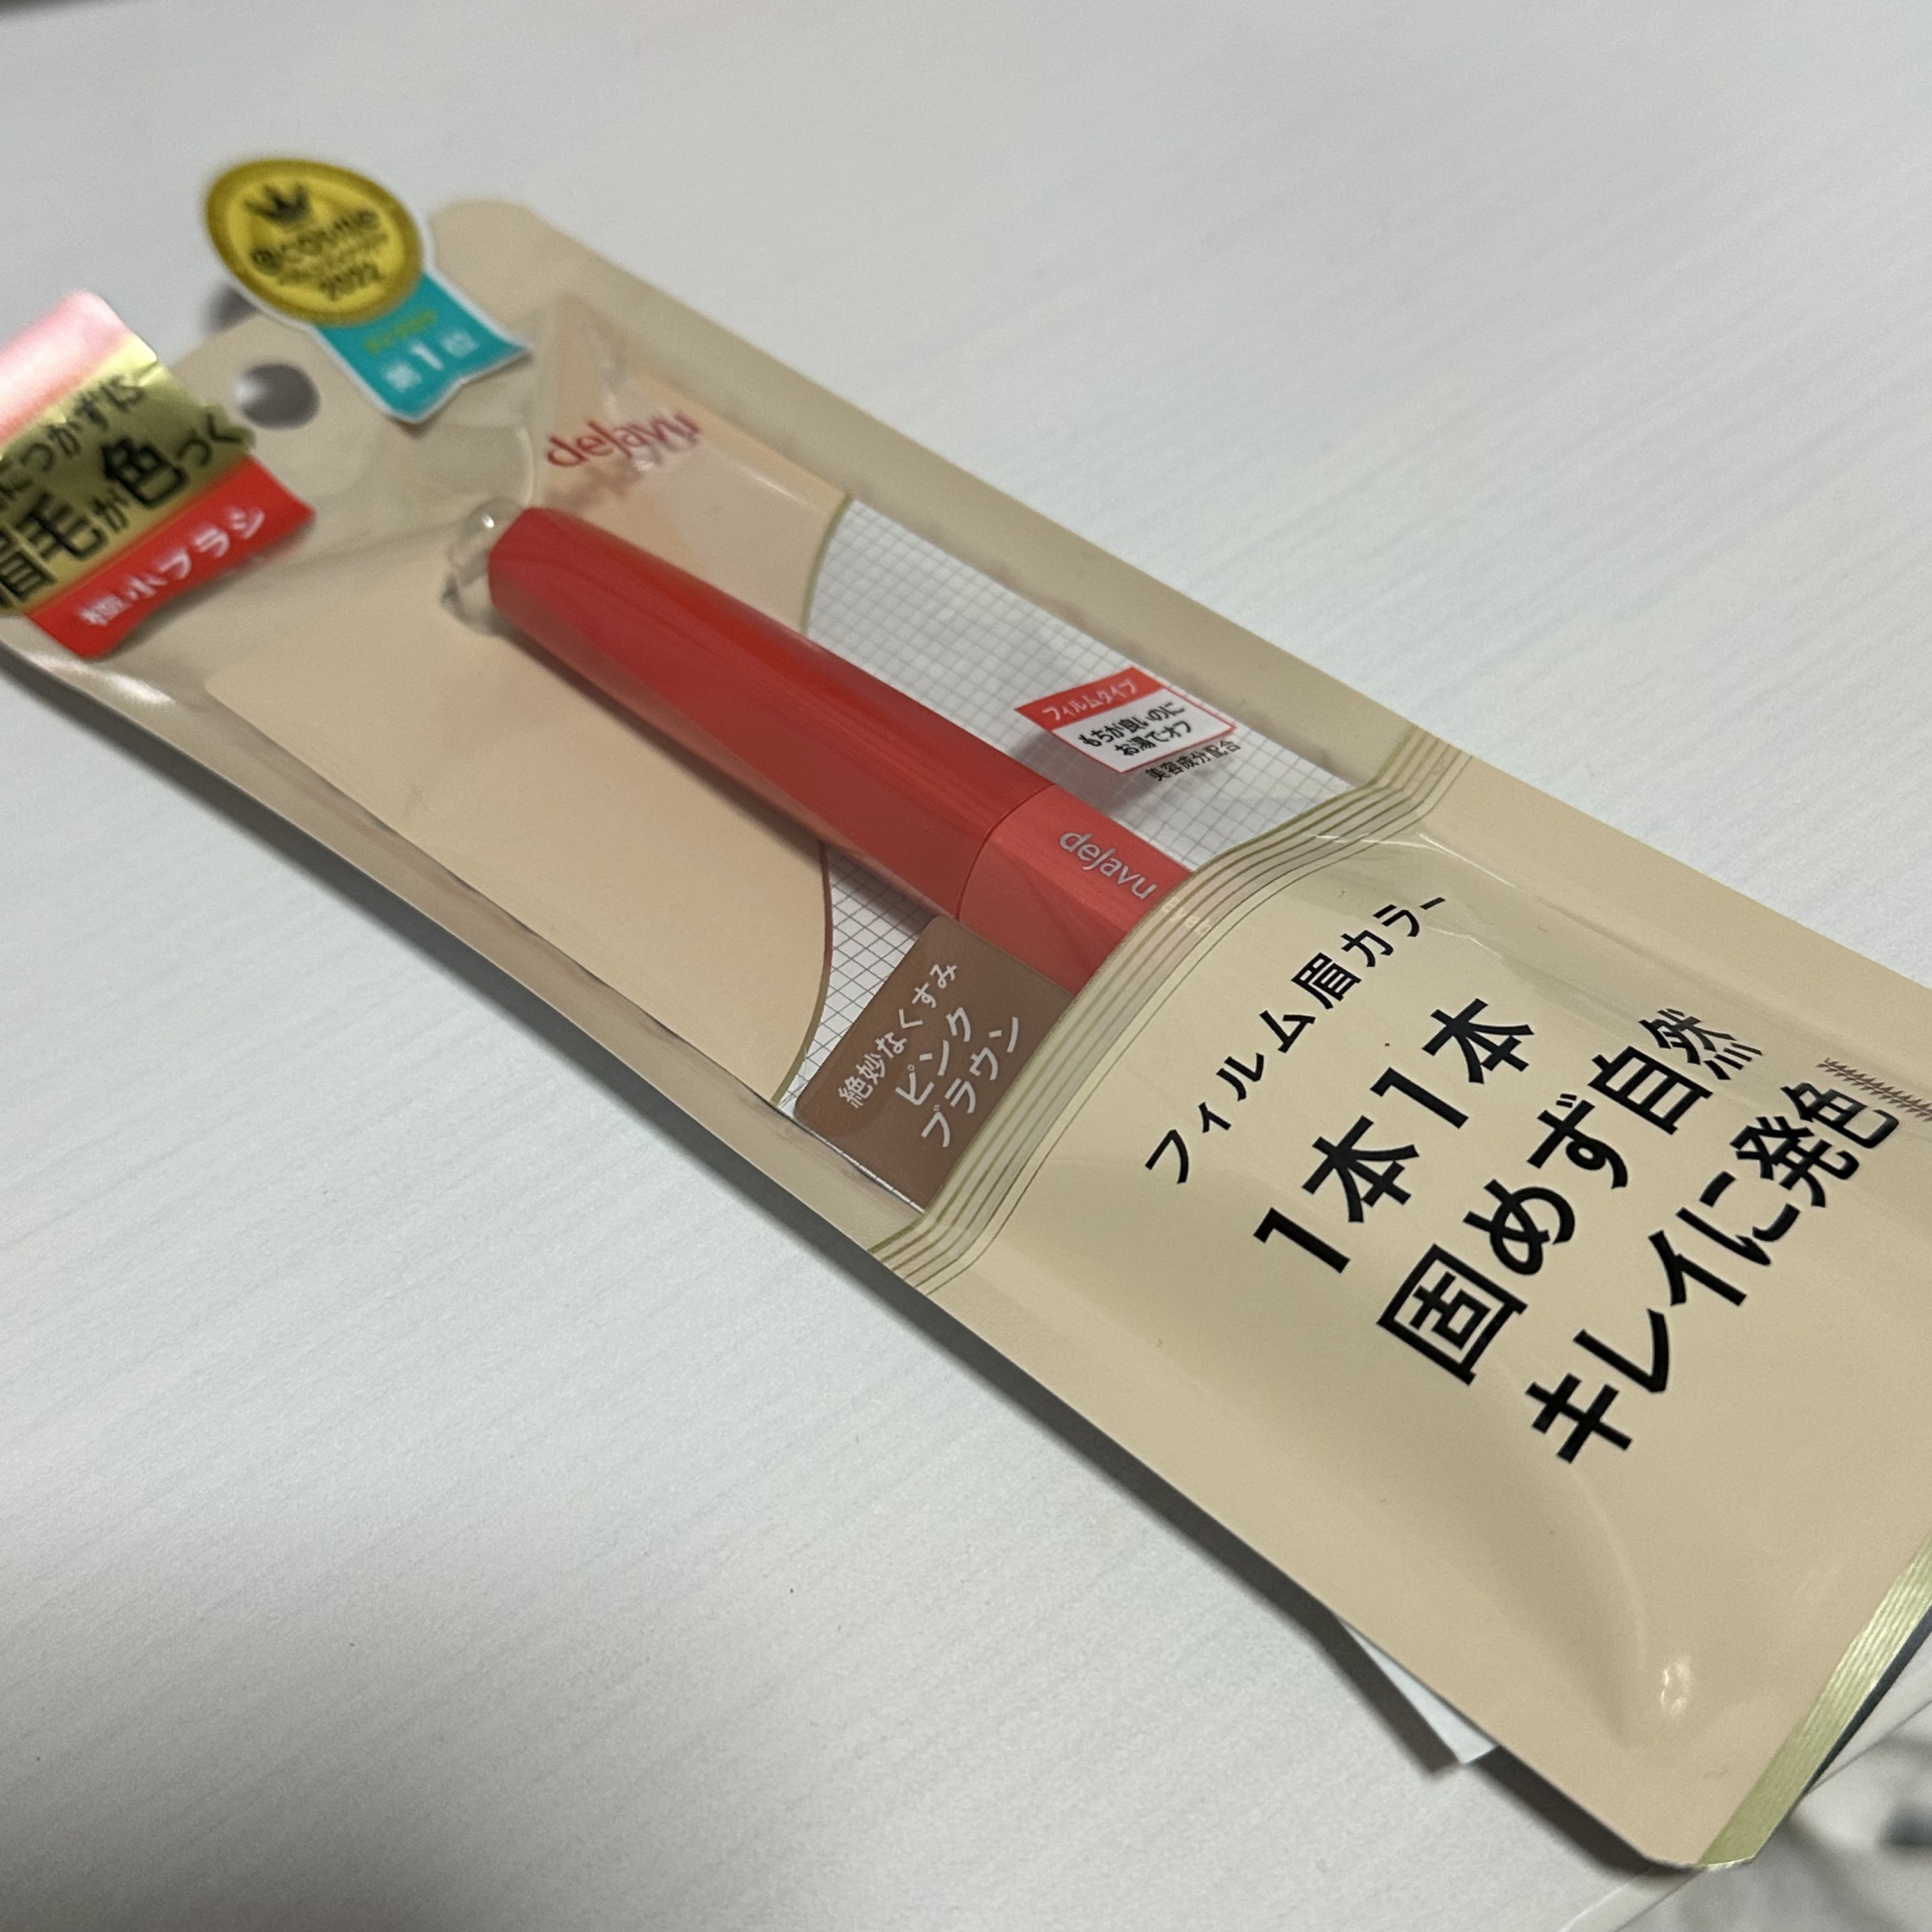 @cosme
2022
第1位
につかずに
眉毛が色づく
極小ブラシ
dejavu
フィルムタイプ
もちが良いのに
お湯でオフ
美容成分配合
dejavu
絶妙なくすみ
ピンク
ブラウン
フィルム眉カラー
1本1本
固めず自然
キレイに発色